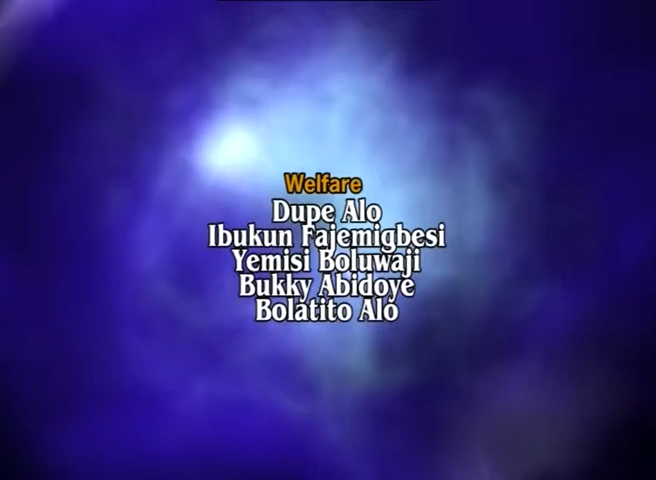 Welfare
Dupe Alo
Ibukun Fajemigbesi
Yemisi Boluwaji
Bukky Abidoye
Bolatito Alo